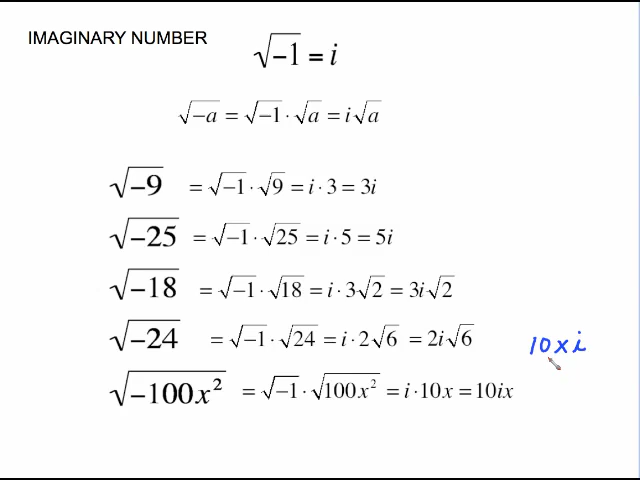 IMAGINARY NUMBER
√-1 = i
√-a = √-1 · √a = i√a
√-9 = √-1 · √9 = i · 3 = 3i
√-25 = √-1 · √25 = i · 5 = 5i
√-18 = √-1 · √18 = i · 3√2 = 3i√2
√-24 = √-1 · √24 = i · 2√6 = 2i√6
10xi
√-100x² = √-1 · √100x² = i · 10x = 10ix